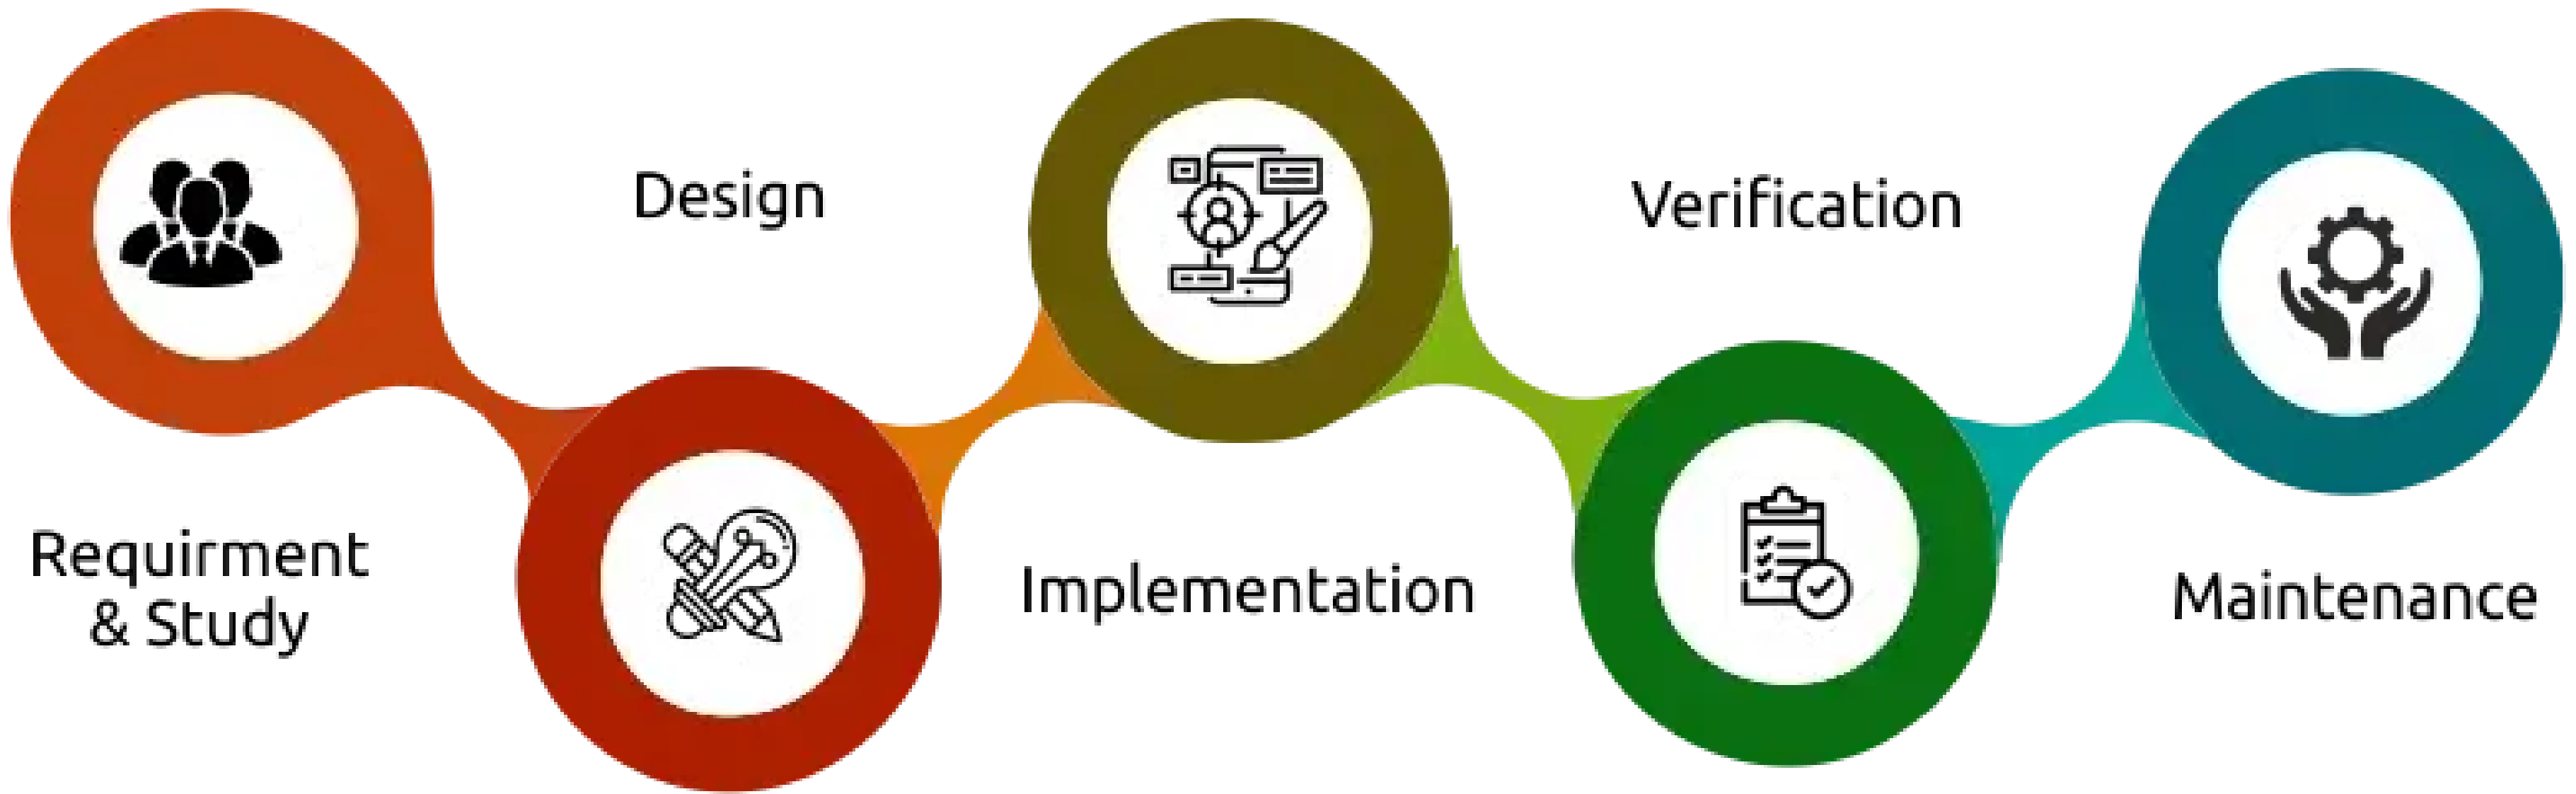 Requirment
& Study
Design
Implementation
Verification
Maintenance